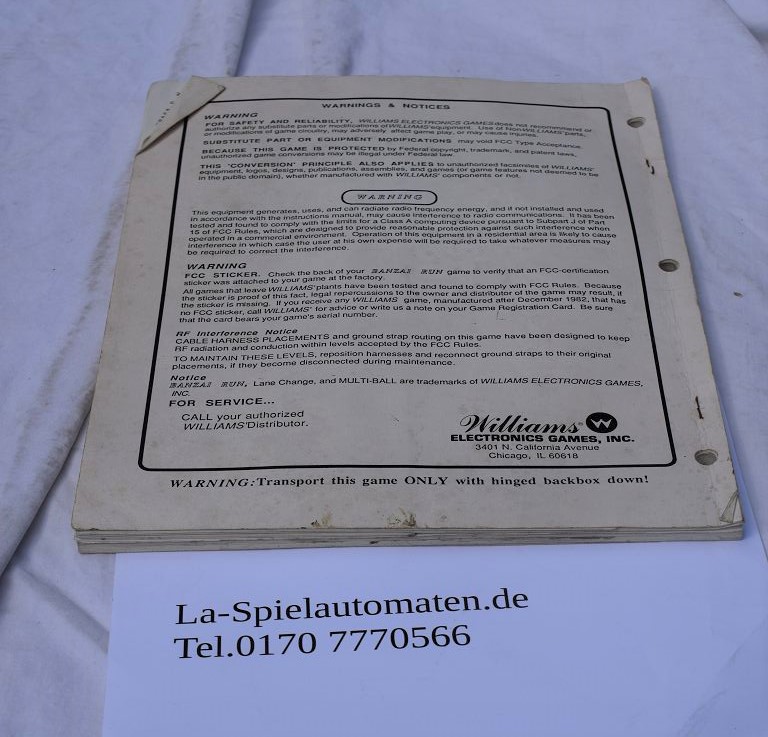 WARNINGS & NOTICES
WARNING
FOR SAFETY AND RELIABILITY, WILLIAMS ELECTRONICS GAMES does not recommend or
authorize any substitute parts or modifications of WILLIAMS' equipment. Use of Non-WILLIAMS' parts,
or modifications of game circuitry, may adversely affect game play, or may cause injuries.
SUBSTITUTE PART OR EQUIPMENT MODIFICATIONS may void FCC Type Acceptance.
BECAUSE THIS GAME IS PROTECTED by Federal copyright, trademark, and patent laws,
unauthorized game conversions may be illegal under Federal law.
THIS 'CONVERSION' PRINCIPLE ALSO APPLIES to unauthorized facsimiles of WILLIAMS'
equipment, logos, designs, publications, assemblies, and games (or game features not deemed to be
in the public domain), whether manufactured with WILLIAMS' components or not.
WARNING
This equipment generates, uses, and can radiate radio frequency energy, and if not installed and used
in accordance with the instructions manual, may cause interference to radio communications. It has been
tested and found to comply with the limits for a Class A computing device pursuant to Subpart J of Part
15 of FCC Rules, which are designed to provide reasonable protection against such interference when
operated in a commercial environment. Operation of this equipment in a residential area is likely to cause
interference in which case the user at his own expense will be required to take whatever measures may
be required to correct the interference.
WARNING
FCC STICKER. Check the back of your BANZAI RUN game to verify that an FCC-certification
sticker was attached to your game at the factory.
All games that leave WILLIAMS' plants have been tested and found to comply with FCC Rules. Because
the sticker is proof of this fact, legal repercussions to the owner and distributor of the game may result, if
the sticker is missing. If you receive any WILLIAMS game, manufactured after December 1982, that has
no FCC sticker, call WILLIAMS' for advice or write us a note on your Game Registration Card. Be sure
that the card bears your game's serial number.
RF Interference Notice
CABLE HARNESS PLACEMENTS and ground strap routing on this game have been designed to keep
RF radiation and conduction within levels accepted by the FCC Rules.
TO MAINTAIN THESE LEVELS, reposition harnesses and reconnect ground straps to their original
placements, if they become disconnected during maintenance.
Notice
BANZAI RUN, Lane Change, and MULTI-BALL are trademarks of WILLIAMS ELECTRONICS GAMES,
INC.
FOR SERVICE...
CALL your authorized
WILLIAMS' Distributor.
Williams®
ELECTRONICS GAMES, INC.
3401 N. California Avenue
Chicago, IL 60618
WARNING: Transport this game ONLY with hinged backbox down!
La-Spielautomaten.de
Tel.0170 7770566